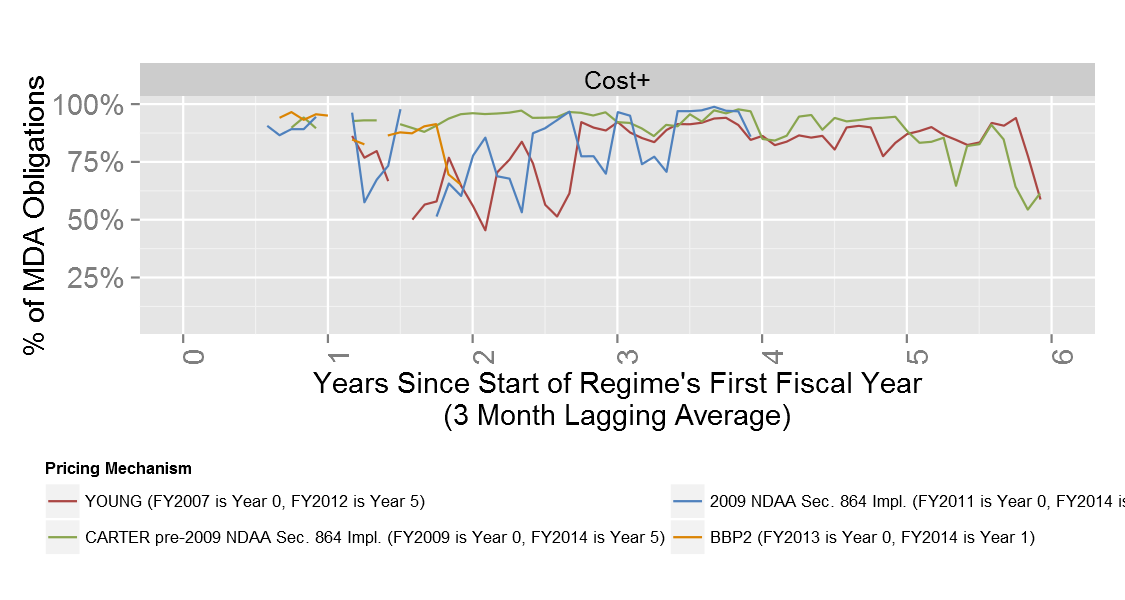 Cost+
% of MDA Obligations
100%
75%
50%
25%
0 1 2 3 4 5 6
Years Since Start of Regime's First Fiscal Year
(3 Month Lagging Average)
Pricing Mechanism
YOUNG (FY2007 is Year 0, FY2012 is Year 5)
2009 NDAA Sec. 864 Impl. (FY2011 is Year 0, FY2014 is
CARTER pre-2009 NDAA Sec. 864 Impl. (FY2009 is Year 0, FY2014 is Year 5)
BBP2 (FY2013 is Year 0, FY2014 is Year 1)